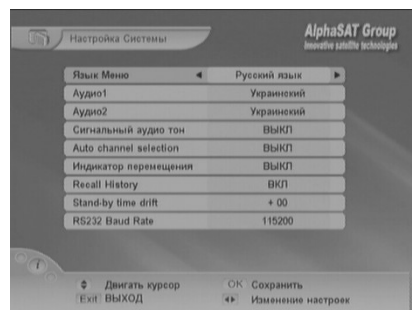 Настройка Системы
AlphaSAT Group
Innovative satellite technologies
Язык Меню ◄ Русский язык ►
Аудио1 Украинский
Аудио2 Украинский
Сигнальный аудио тон ВЫКЛ
Auto channel selection ВЫКЛ
Индикатор перемещения ВЫКЛ
Recall History ВКЛ
Stand-by time drift + 00
RS232 Baud Rate 115200
Двигать курсор OK Сохранить
Exit ВЫХОД Изменение настроек